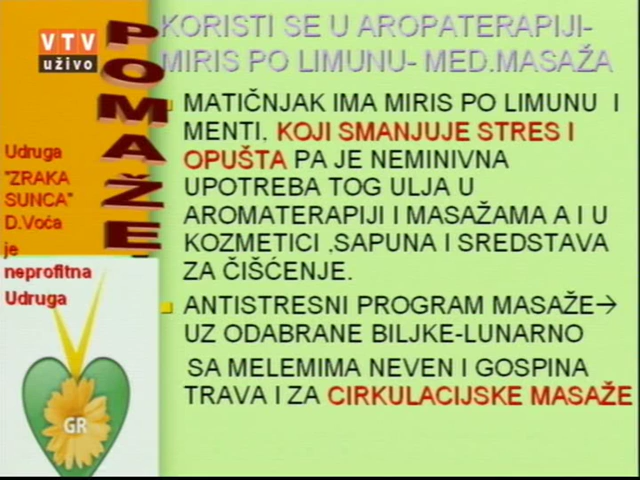 VTV
uživo
POMAŽE!
Udruga
"ZRAKA
SUNCA"
D.Voća
je
neprofitna
Udruga
GR
KORISTI SE U AROPATERAPIJI-
MIRIS PO LIMUNU- MED.MASAŽA
MATIČNJAK IMA MIRIS PO LIMUNU I
MENTI. KOJI SMANJUJE STRES I
OPUŠTA PA JE NEMINIVNA
UPOTREBA TOG ULJA U
AROMATERAPIJI I MASAŽAMA A I U
KOZMETICI ,SAPUNA I SREDSTAVA
ZA ČIŠĆENJE.
ANTISTRESNI PROGRAM MASAŽE→
UZ ODABRANE BILJKE-LUNARNO
SA MELEMIMA NEVEN I GOSPINA
TRAVA I ZA CIRKULACIJSKE MASAŽE